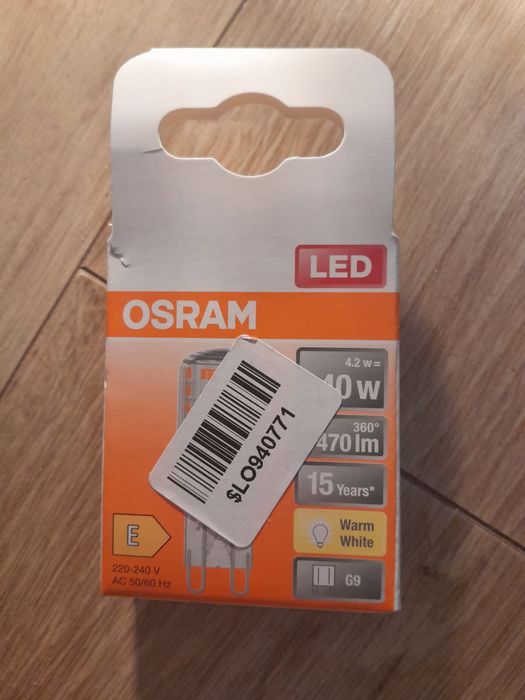 LED
OSRAM
4.2 w=
40 w
360°
470 lm
15 Years*
$LO940771
Warm
White
E
220-240 V
AC 50/60 Hz
G9